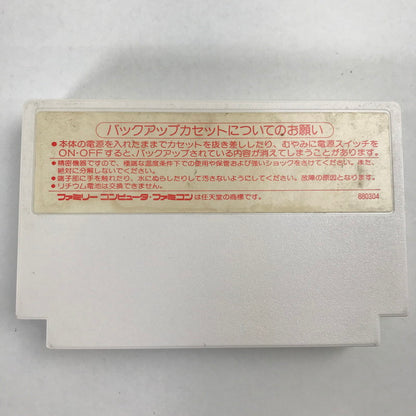 バックアップカセットについてのお願い
●本体の電源を入れたままでカセットを抜き差ししたり、むやみに電源スイッチを
ON-OFFすると、バックアップされている内容が消えてしまうことがあります。
●精密機器ですので、極端な温度条件下での使用や保管および強いショックをさけてください。また、
絶対に分解しないでください。
●端子部に手を触れたり、水にぬらしたりして汚さないようにしてください。故障の原因となります。
●リチウム電池は交換できません。
ファミリー コンピュータ・ファミコンは任天堂の商標です。 880304